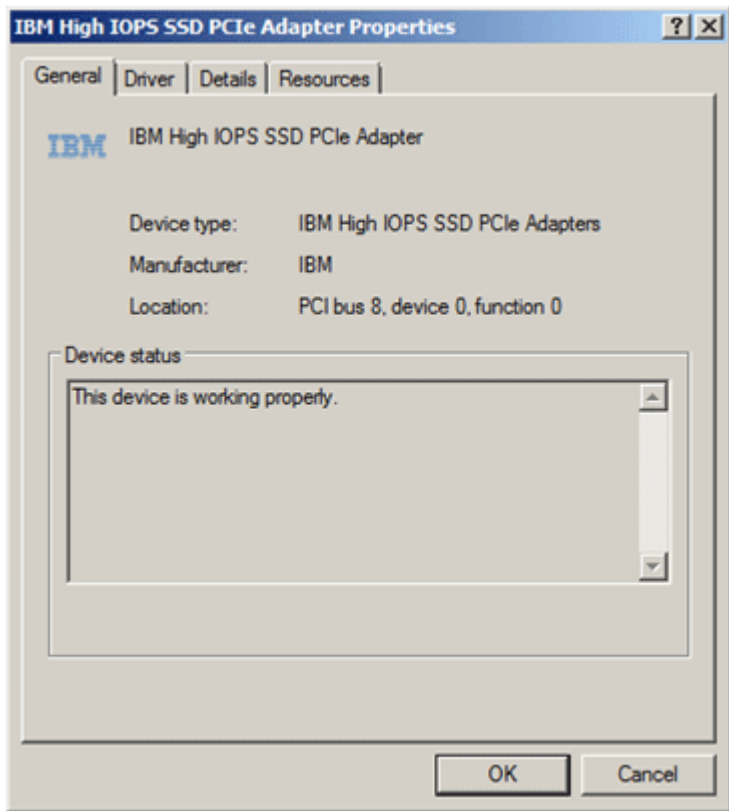 IBM High IOPS SSD PCIe Adapter Properties
General Driver Details Resources
IBM
IBM High IOPS SSD PCIe Adapter
Device type: IBM High IOPS SSD PCIe Adapters
Manufacturer: IBM
Location: PCI bus 8, device 0, function 0
Device status
This device is working properly.
OK Cancel